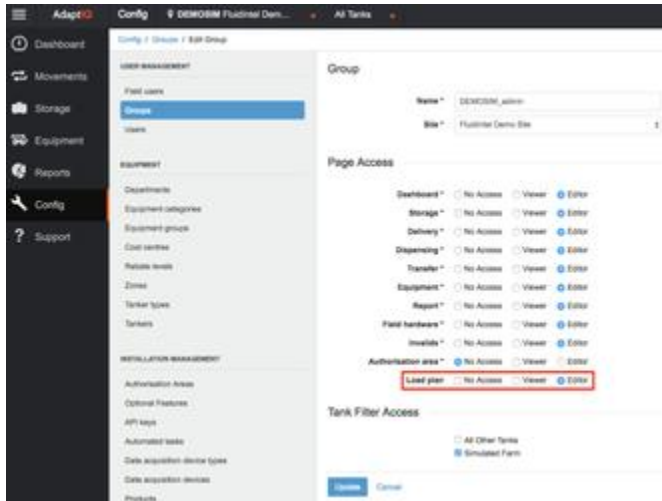 AdaptIQ Config DEMOSIM Fluidintel Dem... All Tanks
Dashboard
Movements
Storage
Equipment
Reports
Config
Support
Config / Groups / Edit Group
USER MANAGEMENT
Field users
Groups
Users
EQUIPMENT
Departments
Equipment categories
Equipment groups
Cost centres
Rebate levels
Zones
Tanker types
Tankers
INSTALLATION MANAGEMENT
Authorisation Areas
Optional Features
API keys
Automated tasks
Data acquisition device types
Data acquisition devices
Products
Group
Name * DEMOSIM_admin
Site * Fluidintel Demo Site
Page Access
Dashboard * No Access Viewer Editor
Storage * No Access Viewer Editor
Delivery * No Access Viewer Editor
Dispensing * No Access Viewer Editor
Transfer * No Access Viewer Editor
Equipment * No Access Viewer Editor
Report * No Access Viewer Editor
Field hardware * No Access Viewer Editor
Invalids * No Access Viewer Editor
Authorisation area * No Access Viewer Editor
Load plan No Access Viewer Editor
Tank Filter Access
All Other Tanks
Simulated Farm
Update Cancel